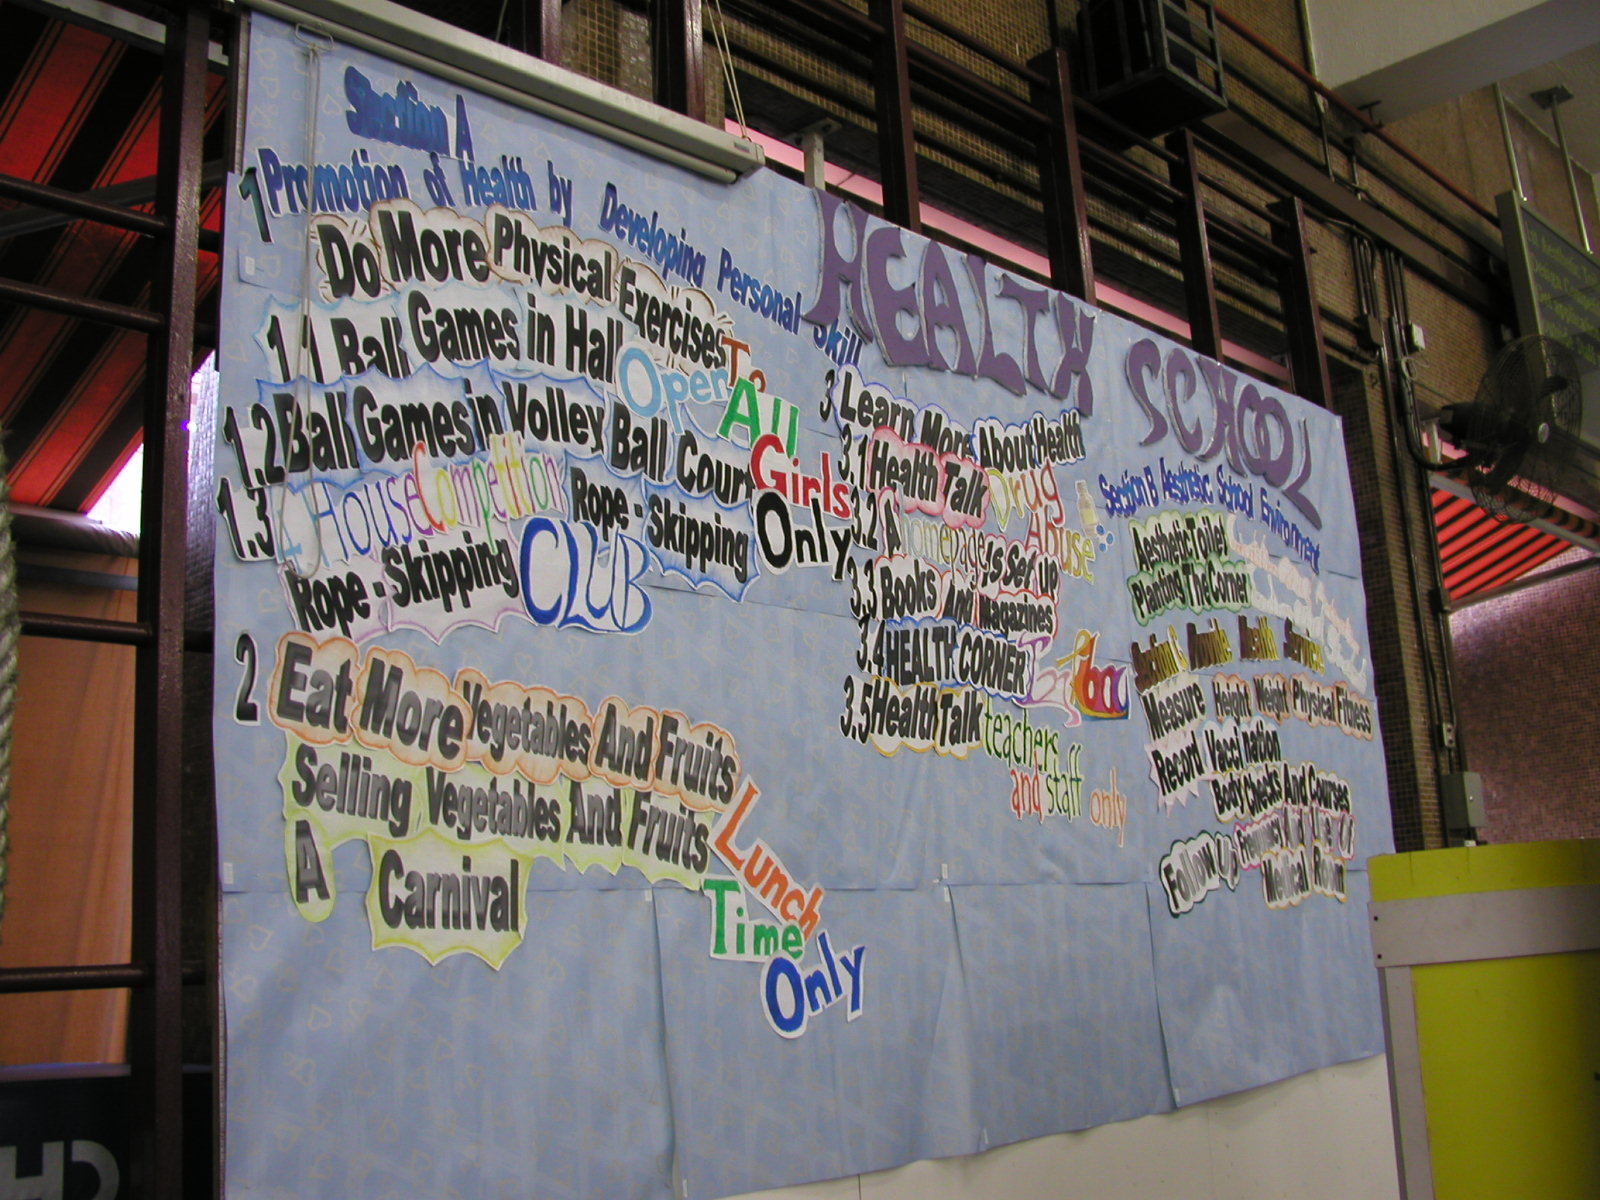 HEALTH SCHOOL
Section A
1 Promotion of Health by Developing Personal Skill
Do More Physical Exercises
1.1 Ball Games in Hall Open To All
1.2 Ball Games in Volley Ball Court Girls Only
1.3 4 House Competition Rope-Skipping
Rope-Skipping CLUB
2 Eat More Vegetables And Fruits
Selling Vegetables And Fruits Lunch Time Only
A Carnival
3 Learn More About Health
3.1 Health Talk Drug Abuse
3.2 A homepage Is Set up
3.3 Books And Magazines
3.4 HEALTH CORNER
3.5 Health Talk teachers and staff only
Section B Aesthetic School Environment
Aesthetic Toilet
Planting The Corner
Health Service
Measure Height Weight Physical Fitness
Record Vaccination
Body Checks And Courses
Follow Up
Medical Room